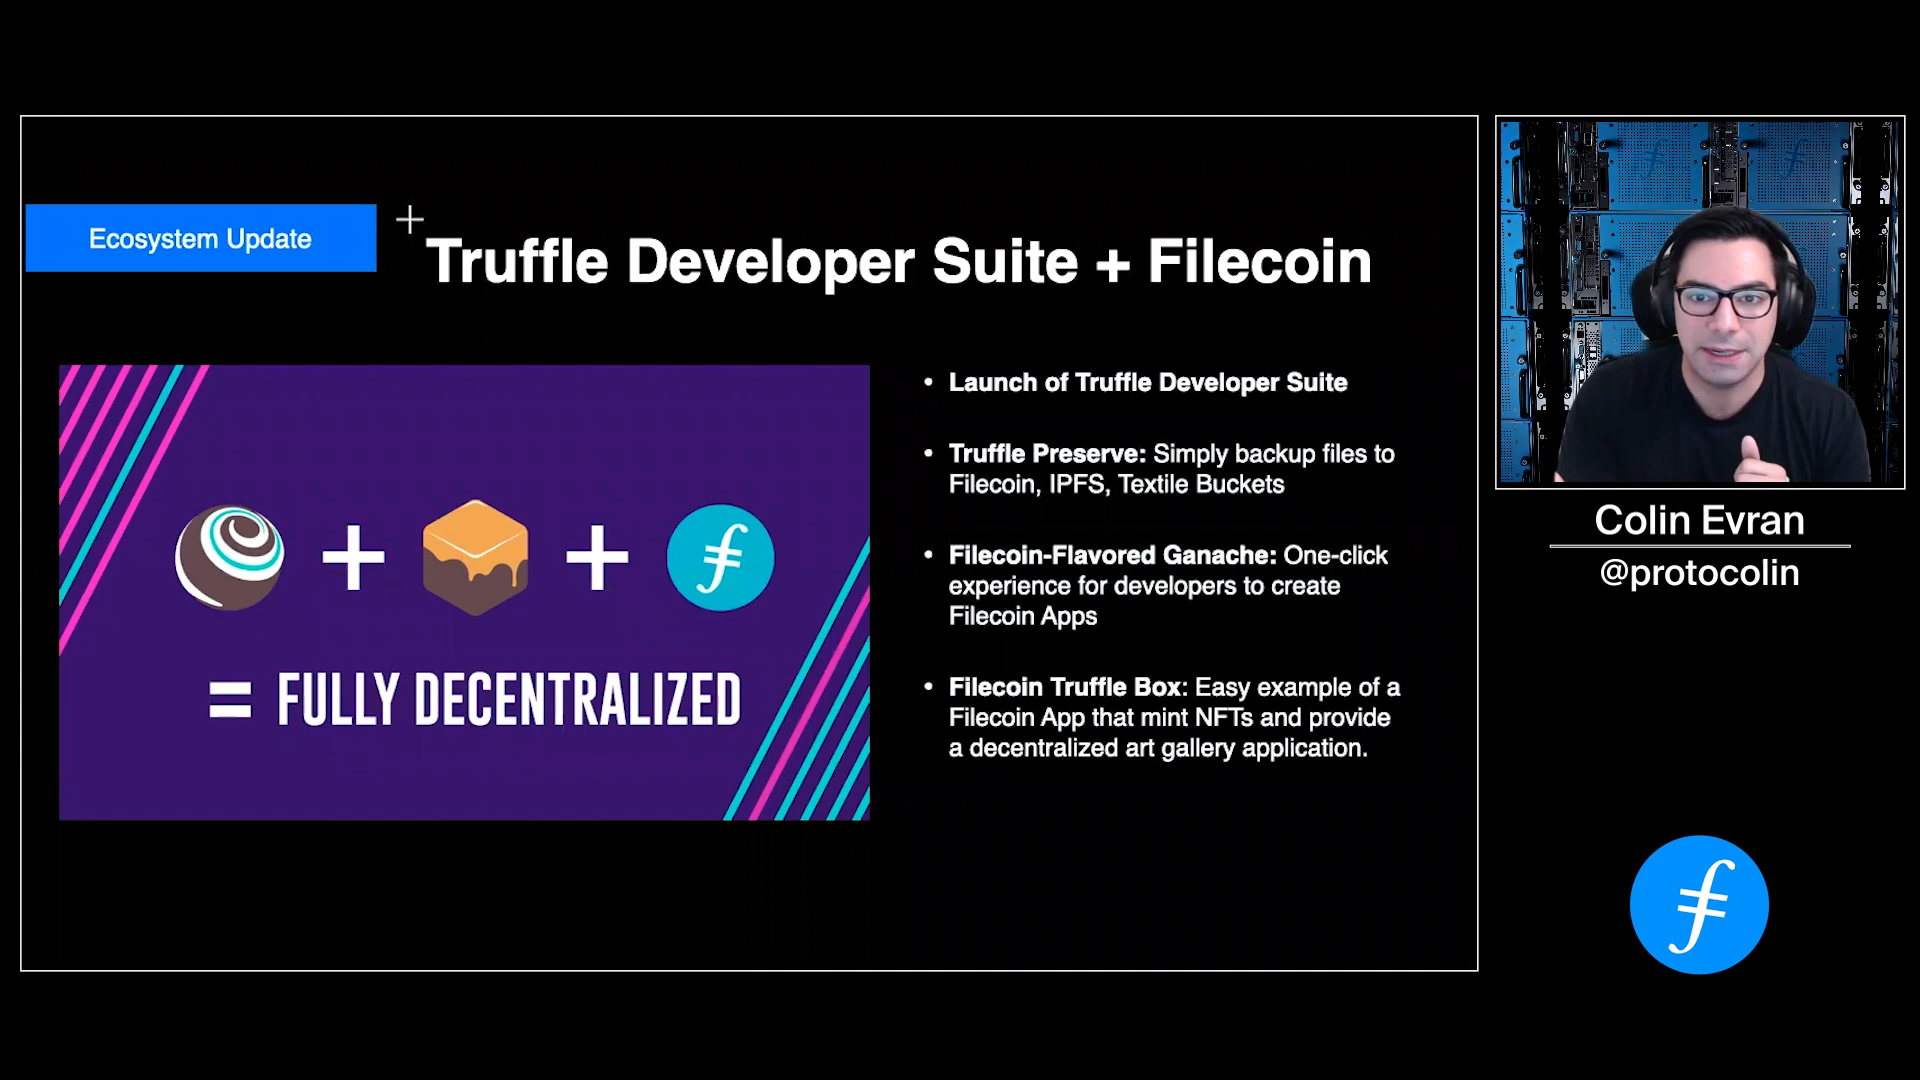 Ecosystem Update
Truffle Developer Suite + Filecoin
+ +
= FULLY DECENTRALIZED
• Launch of Truffle Developer Suite
• Truffle Preserve: Simply backup files to
Filecoin, IPFS, Textile Buckets
• Filecoin-Flavored Ganache: One-click
experience for developers to create
Filecoin Apps
• Filecoin Truffle Box: Easy example of a
Filecoin App that mint NFTs and provide
a decentralized art gallery application.
Colin Evran
@protocolin